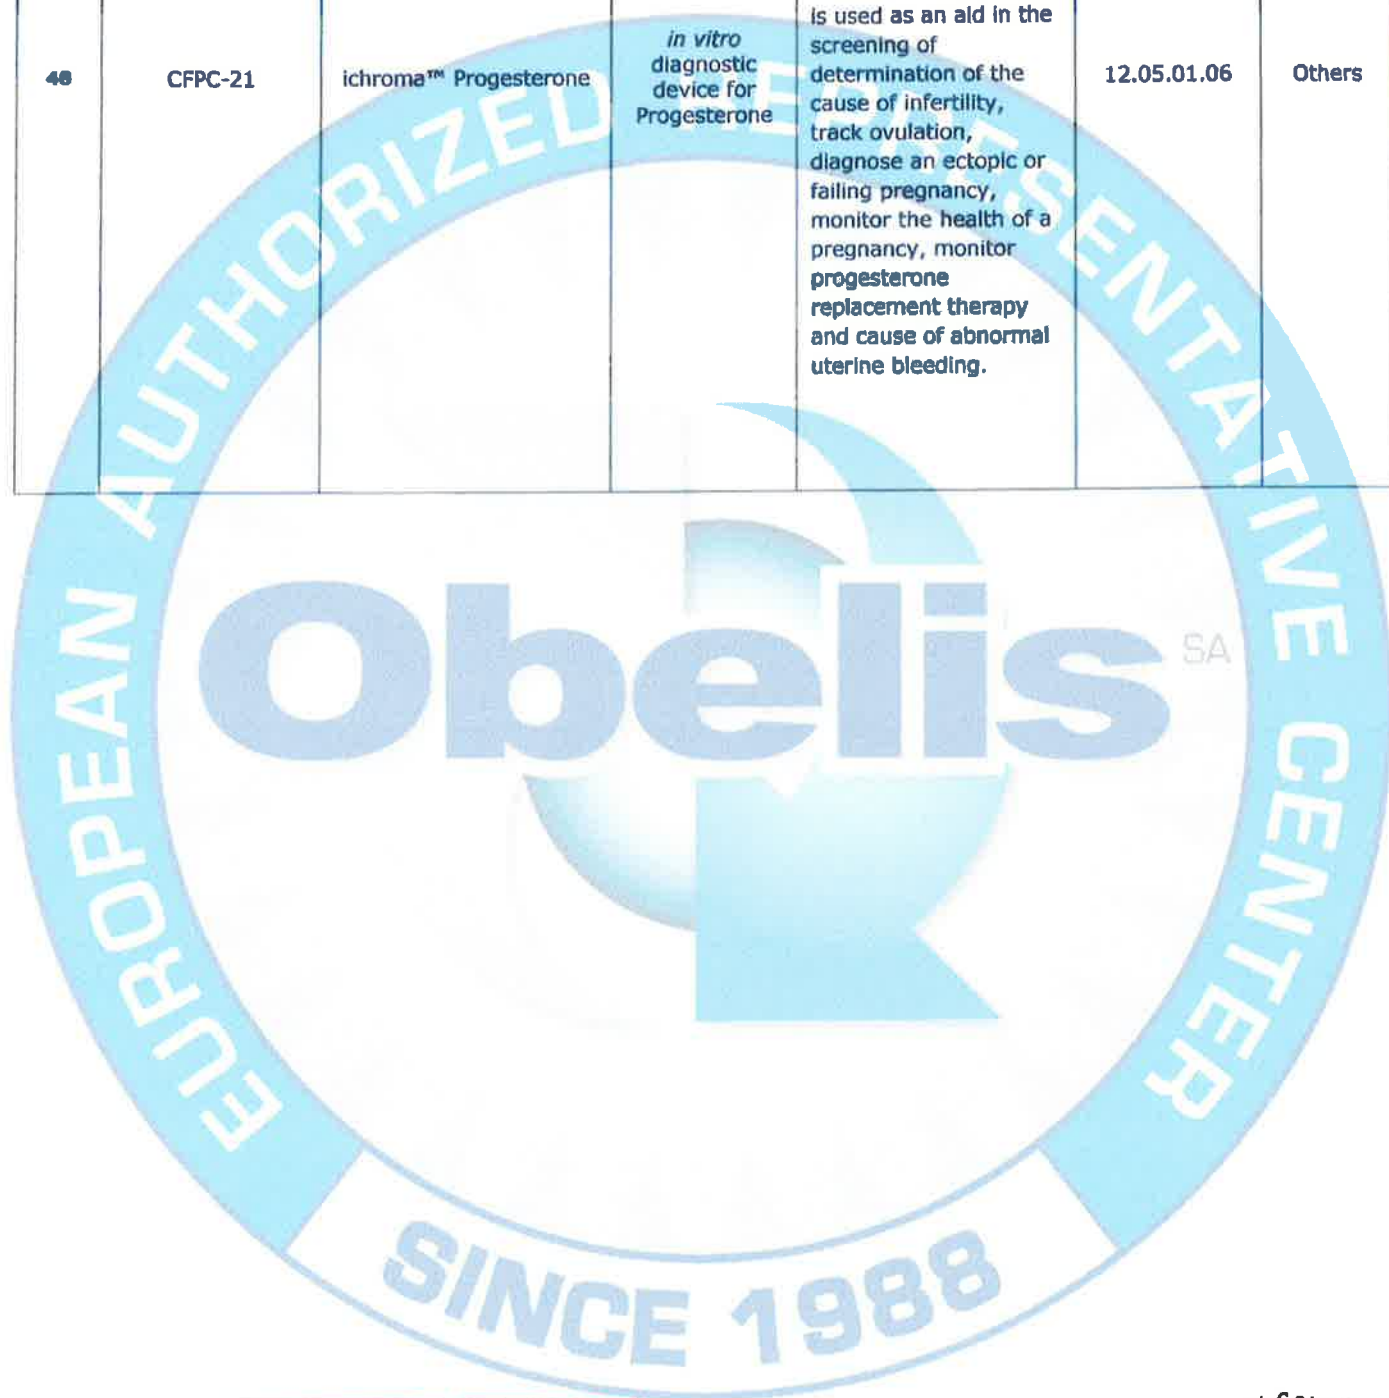 is used as an aid in the
screening of
determination of the
cause of infertility,
track ovulation,
diagnose an ectopic or
failing pregnancy,
monitor the health of a
pregnancy, monitor
progesterone
replacement therapy
and cause of abnormal
uterine bleeding.
in vitro
diagnostic
device for
Progesterone
CFPC-21
ichroma™ Progesterone
12.05.01.06
Others
EUROPEAN AUTHORIZED REPRESENTATIVE CENTER
Obelis SA
SINCE 1988